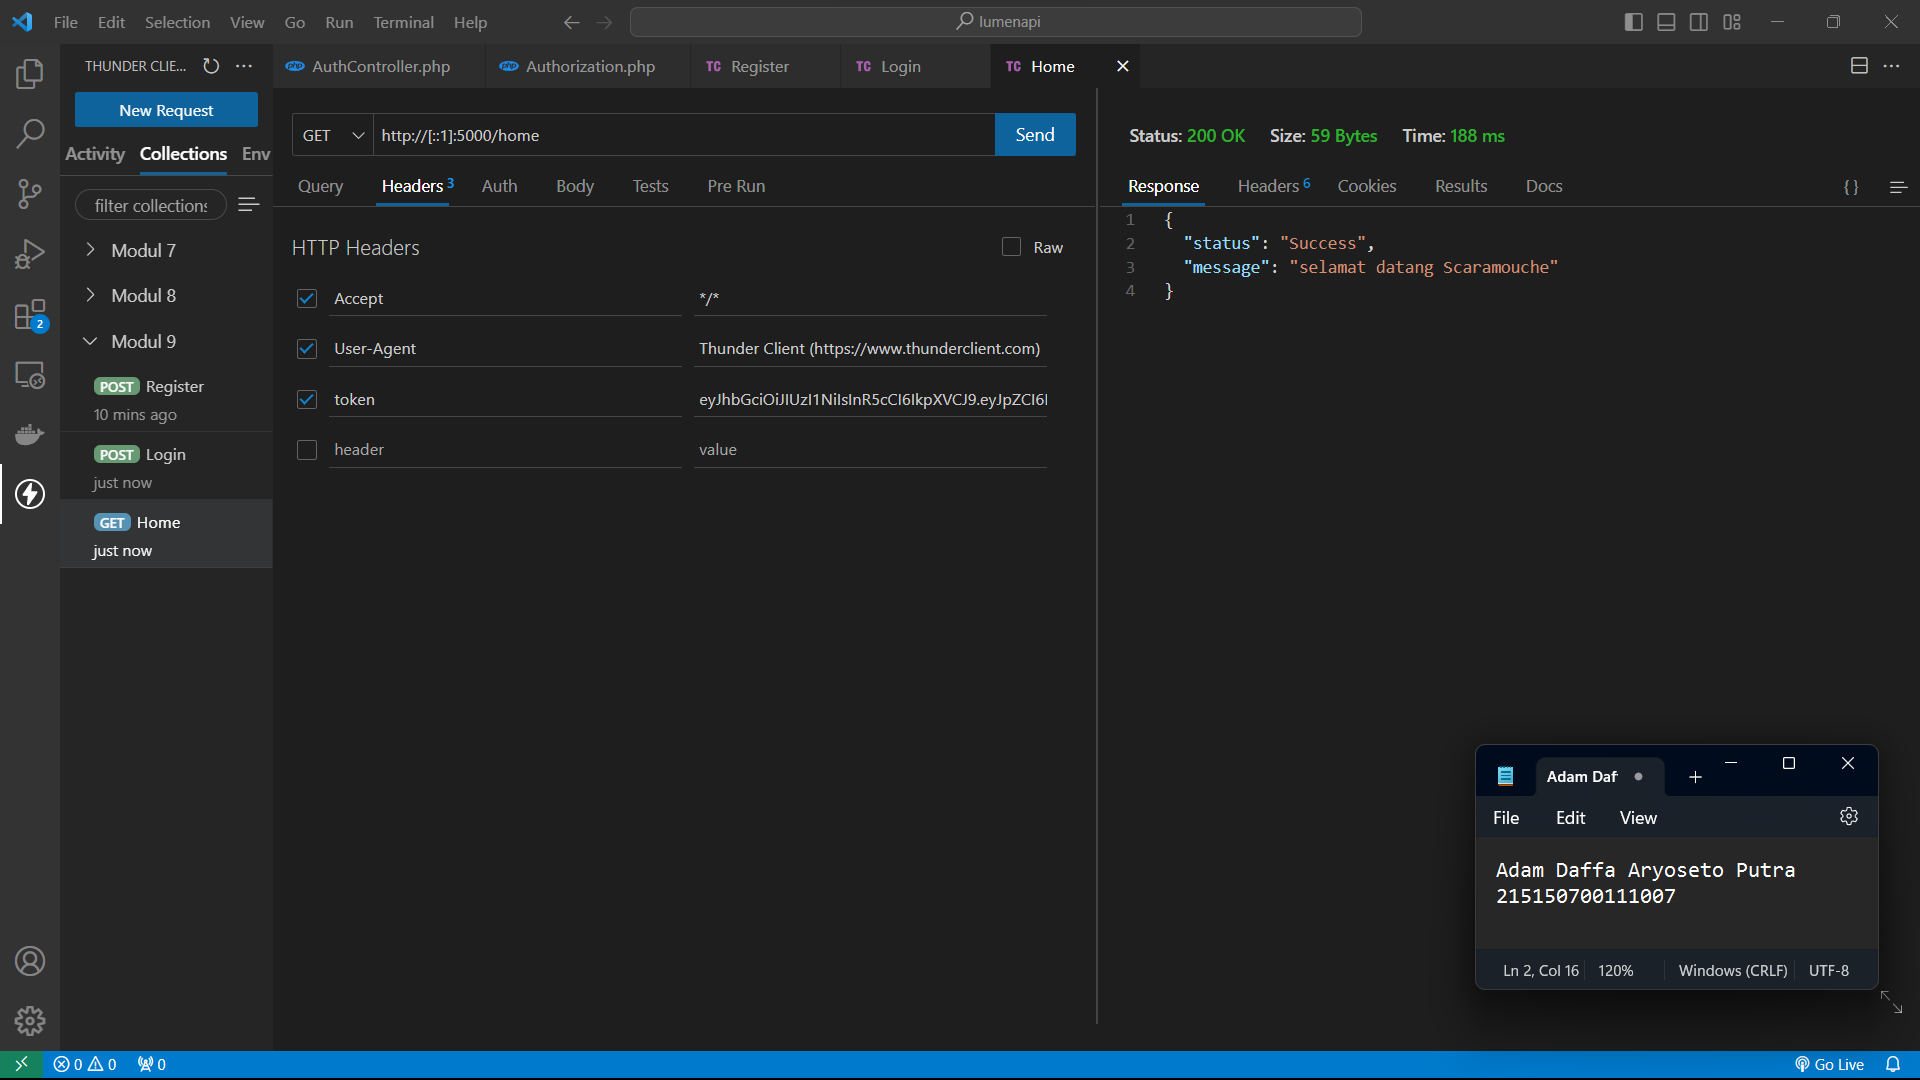 File Edit Selection View Go Run Terminal Help
lumenapi
THUNDER CLIE... ···
New Request
Activity Collections Env
filter collections
Modul 7
Modul 8
Modul 9
POST Register
10 mins ago
POST Login
just now
GET Home
just now
2
php AuthController.php
php Authorization.php
TC Register
TC Login
TC Home
GET http://[::1]:5000/home Send
Query Headers 3 Auth Body Tests Pre Run
HTTP Headers Raw
Accept */*
User-Agent Thunder Client (https://www.thunderclient.com)
token
header value
Status: 200 OK Size: 59 Bytes Time: 188 ms
Response Headers 6 Cookies Results Docs { }
1 {
2 "status": "Success",
3 "message": "selamat datang Scaramouche"
4 }
Adam Daf
File Edit View
Adam Daffa Aryoseto Putra
215150700111007
Ln 2, Col 16 120% Windows (CRLF) UTF-8
0 0 0 Go Live